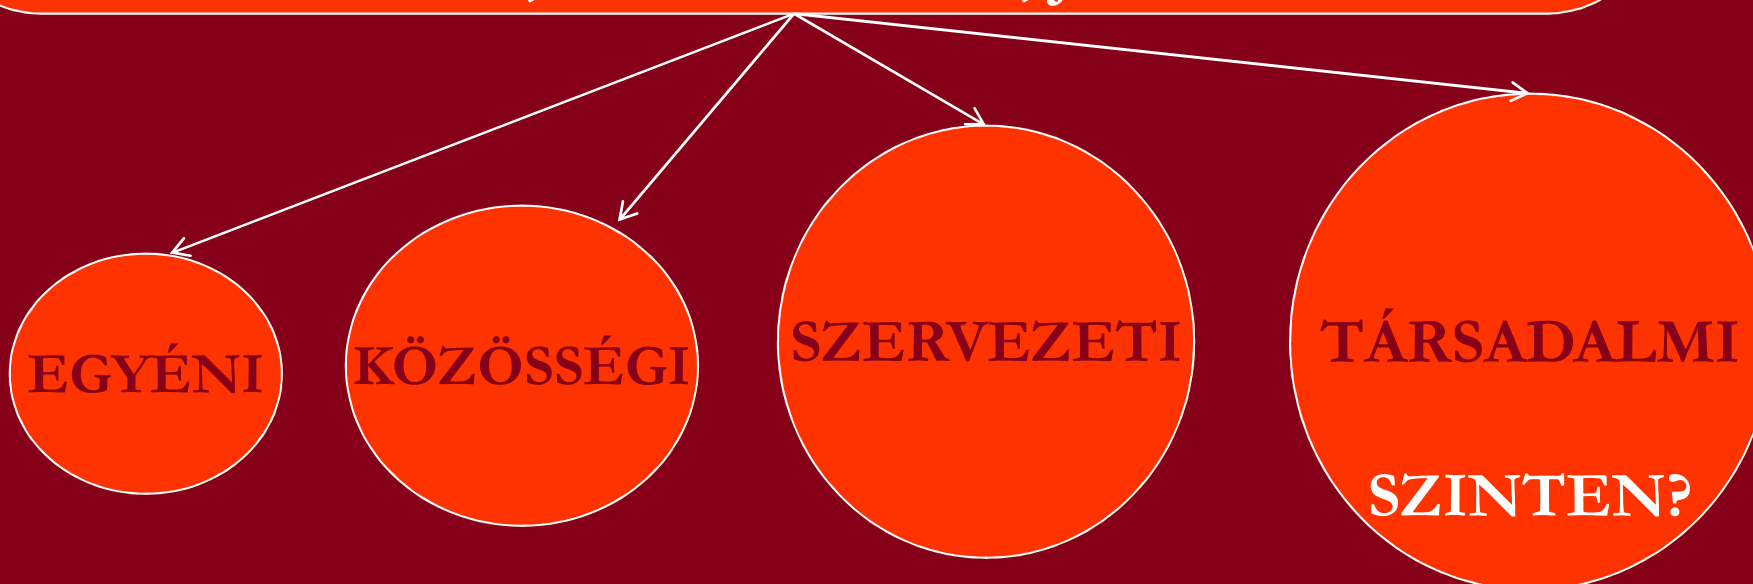 EGYÉNI
KÖZÖSSÉGI
SZERVEZETI
TÁRSADALMI
SZINTEN?